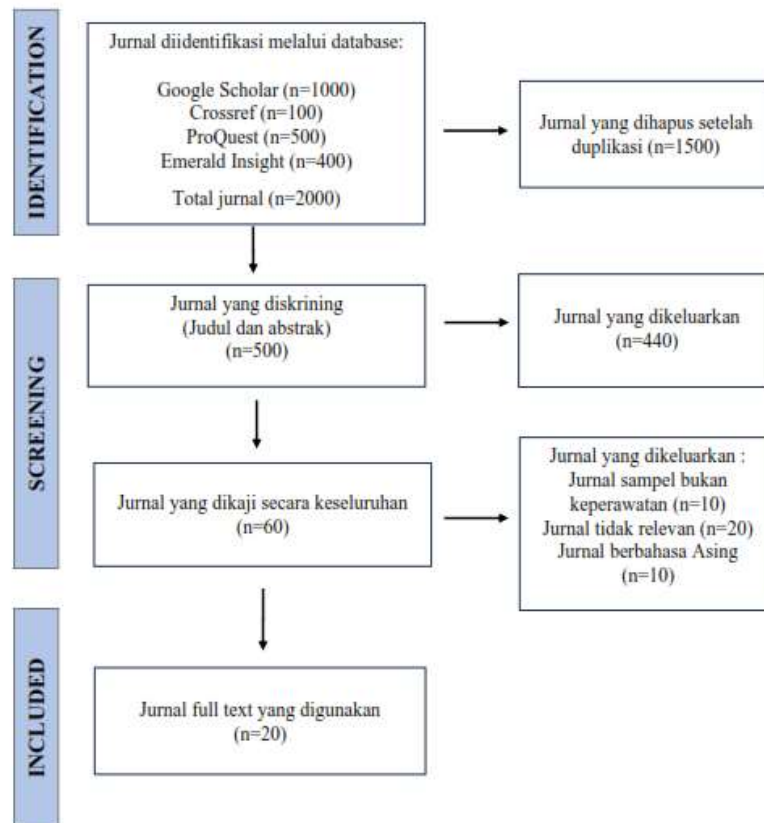 IDENTIFICATION
Jurnal diidentifikasi melalui database:
Google Scholar (n=1000)
Crossref (n=100)
ProQuest (n=500)
Emerald Insight (n=400)
Total jurnal (n=2000)
Jurnal yang dihapus setelah
duplikasi (n=1500)
SCREENING
Jurnal yang diskrining
(Judul dan abstrak)
(n=500)
Jurnal yang dikeluarkan
(n=440)
Jurnal yang dikaji secara keseluruhan
(n=60)
Jurnal yang dikeluarkan :
Jurnal sampel bukan
keperawatan (n=10)
Jurnal tidak relevan (n=20)
Jurnal berbahasa Asing
(n=10)
INCLUDED
Jurnal full text yang digunakan
(n=20)